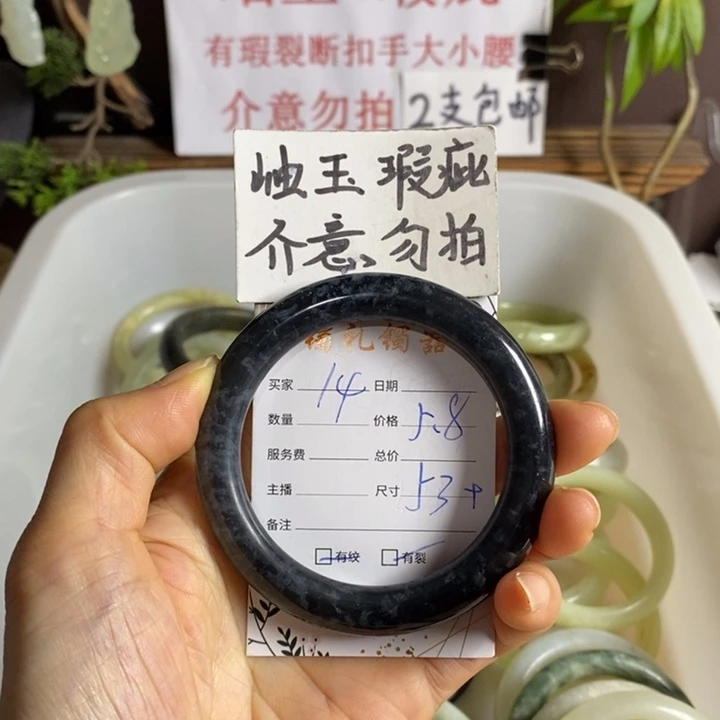 有瑕裂断扣手大小腰
介意勿拍 2支包邮
岫玉瑕疵
介意勿拍
买家 14 日期
数量 价格 5.8
服务费 总价
主播 尺寸 53+
备注
有纹 有裂